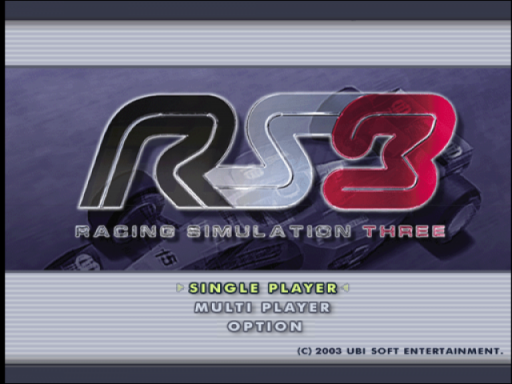 RS3
RACING SIMULATION THREE
SINGLE PLAYER
MULTI PLAYER
OPTION
(C) 2003 UBI SOFT ENTERTAINMENT.